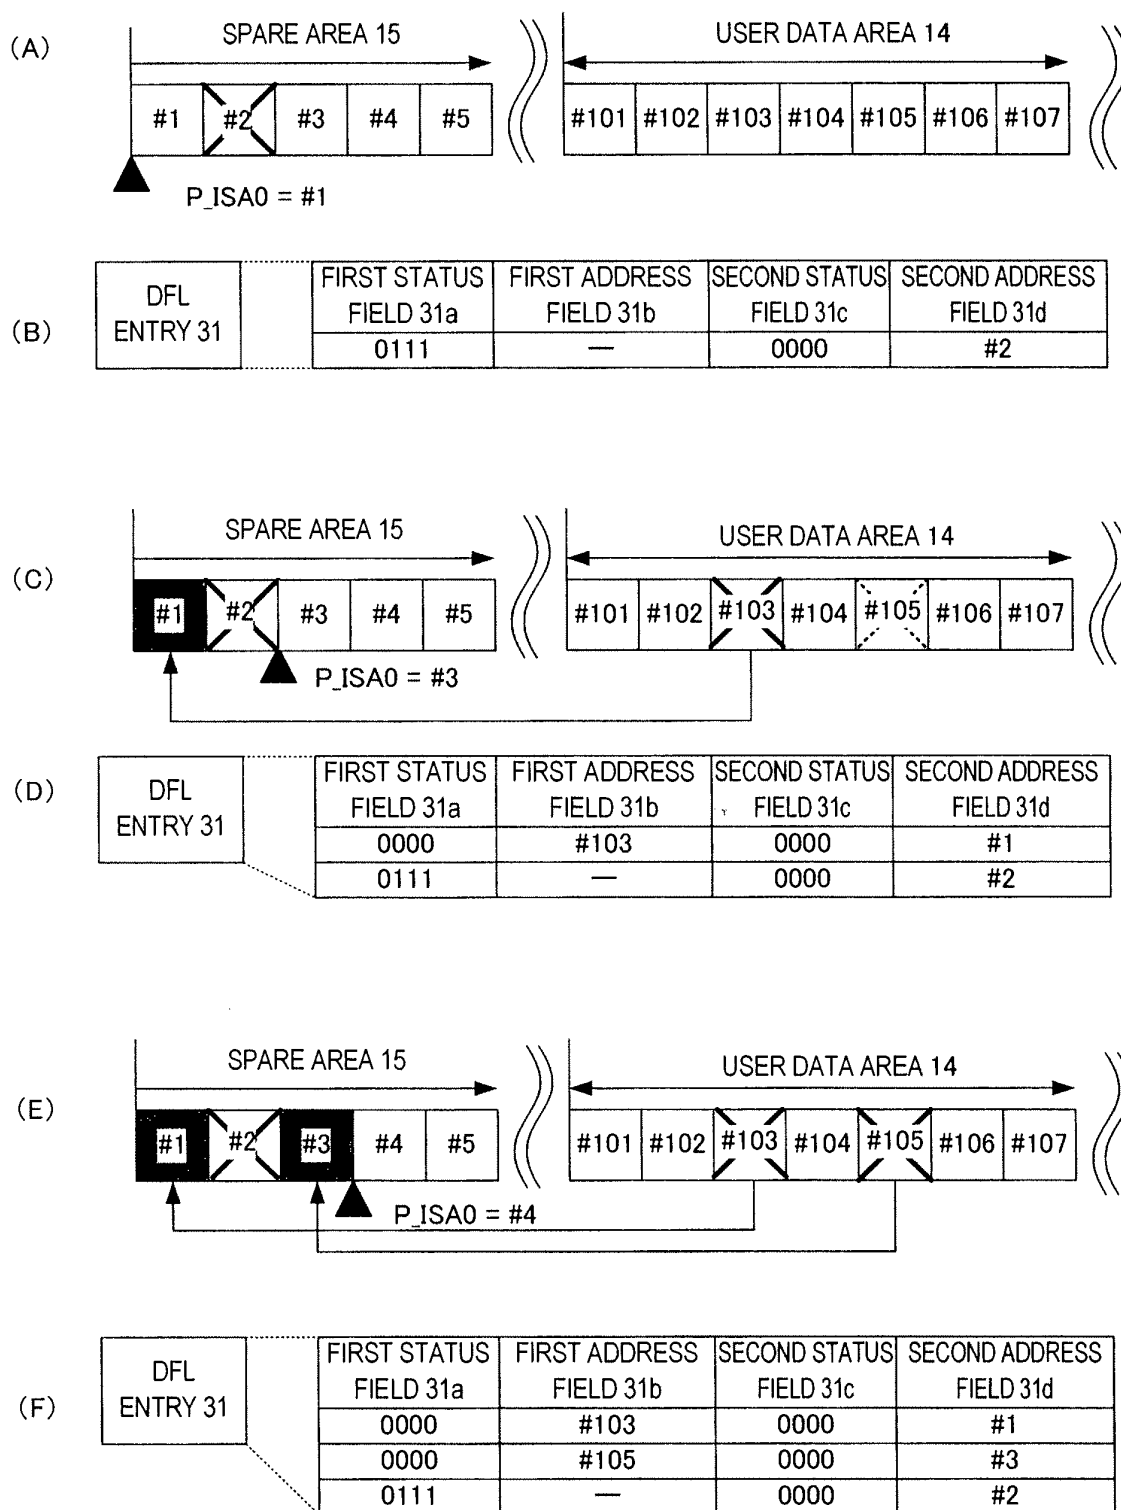 (A)
SPARE AREA 15 USER DATA AREA 14
#1 #2 #3 #4 #5 #101 #102 #103 #104 #105 #106 #107
P_ISA0 = #1
(B)
DFL
ENTRY 31
FIRST STATUS FIRST ADDRESS SECOND STATUS SECOND ADDRESS
FIELD 31a FIELD 31b FIELD 31c FIELD 31d
0111 — 0000 #2
(C)
SPARE AREA 15 USER DATA AREA 14
#1 #2 #3 #4 #5 #101 #102 #103 #104 #105 #106 #107
P_ISA0 = #3
(D)
DFL
ENTRY 31
FIRST STATUS FIRST ADDRESS SECOND STATUS SECOND ADDRESS
FIELD 31a FIELD 31b FIELD 31c FIELD 31d
0000 #103 0000 #1
0111 — 0000 #2
(E)
SPARE AREA 15 USER DATA AREA 14
#1 #2 #3 #4 #5 #101 #102 #103 #104 #105 #106 #107
P_ISA0 = #4
(F)
DFL
ENTRY 31
FIRST STATUS FIRST ADDRESS SECOND STATUS SECOND ADDRESS
FIELD 31a FIELD 31b FIELD 31c FIELD 31d
0000 #103 0000 #1
0000 #105 0000 #3
0111 — 0000 #2